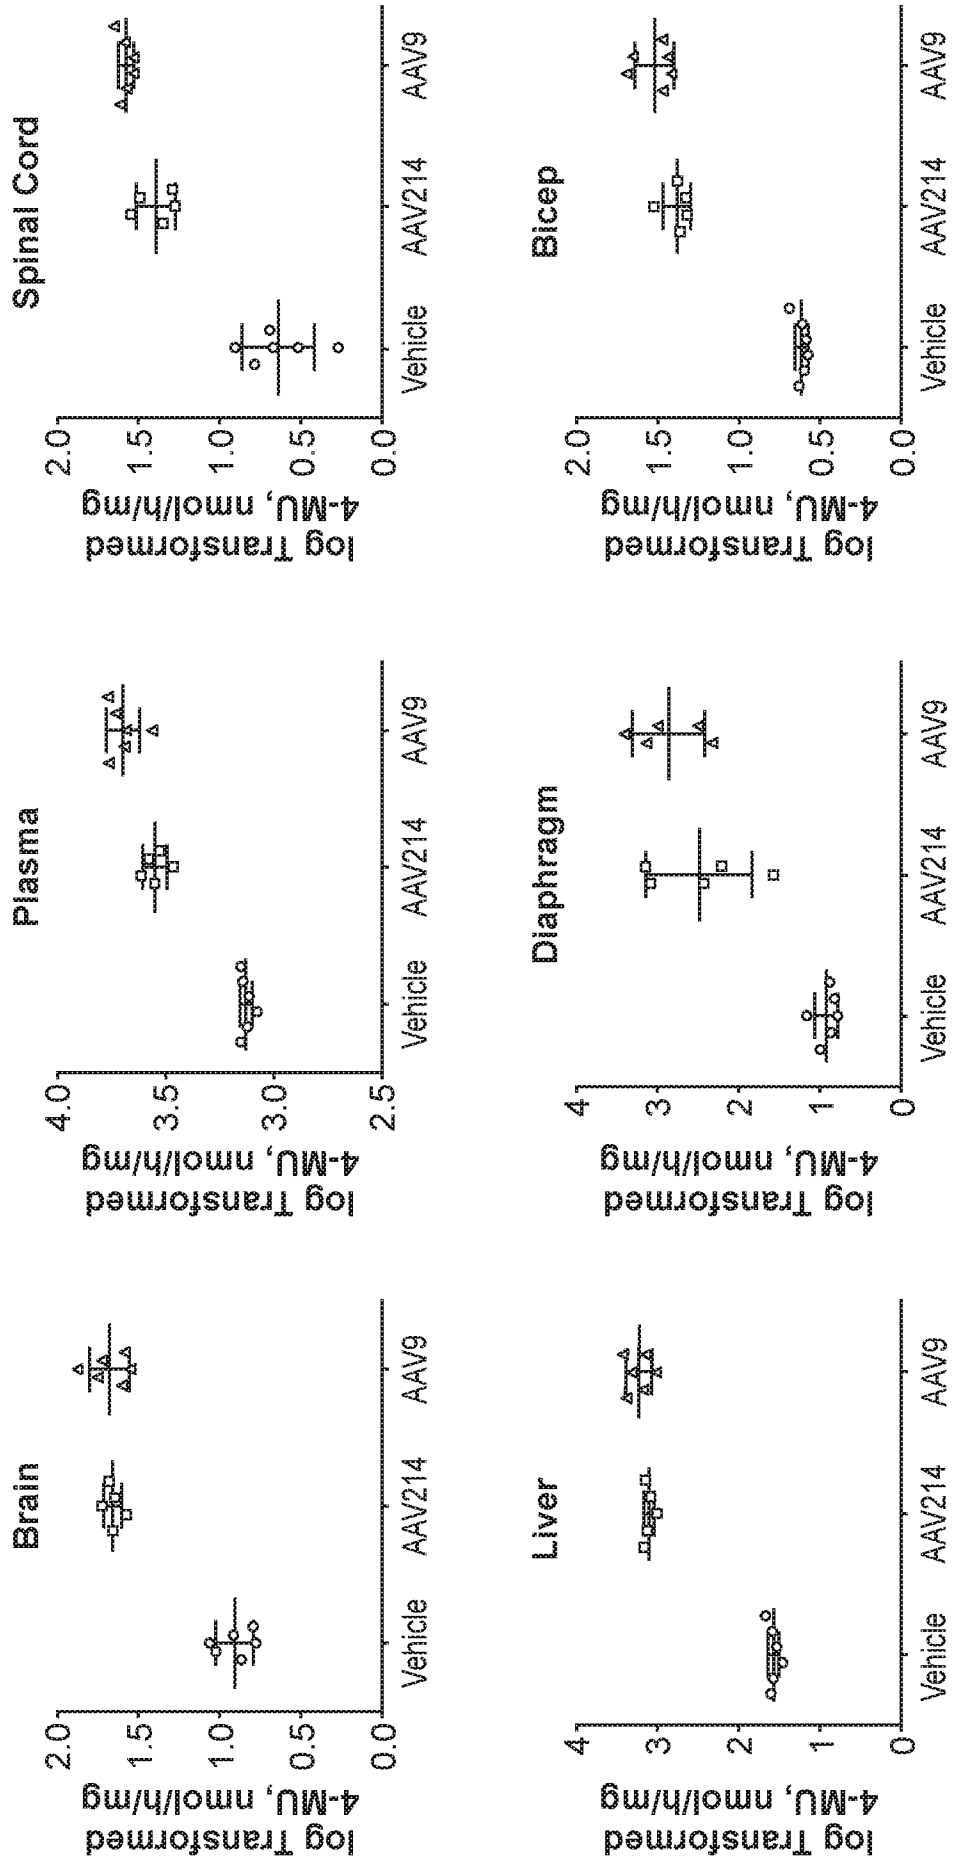 Brain
log Transformed
4-MU, nmol/h/mg
2.0
1.5
1.0
0.5
0.0
Vehicle
AAV214
AAV9
Plasma
log Transformed
4-MU, nmol/h/mg
4.0
3.5
3.0
2.5
Vehicle
AAV214
AAV9
Spinal Cord
log Transformed
4-MU, nmol/h/mg
2.0
1.5
1.0
0.5
0.0
Vehicle
AAV214
AAV9
Liver
log Transformed
4-MU, nmol/h/mg
4
3
2
1
0
Vehicle
AAV214
AAV9
Diaphragm
log Transformed
4-MU, nmol/h/mg
4
3
2
1
0
Vehicle
AAV214
AAV9
Bicep
log Transformed
4-MU, nmol/h/mg
2.0
1.5
1.0
0.5
0.0
Vehicle
AAV214
AAV9